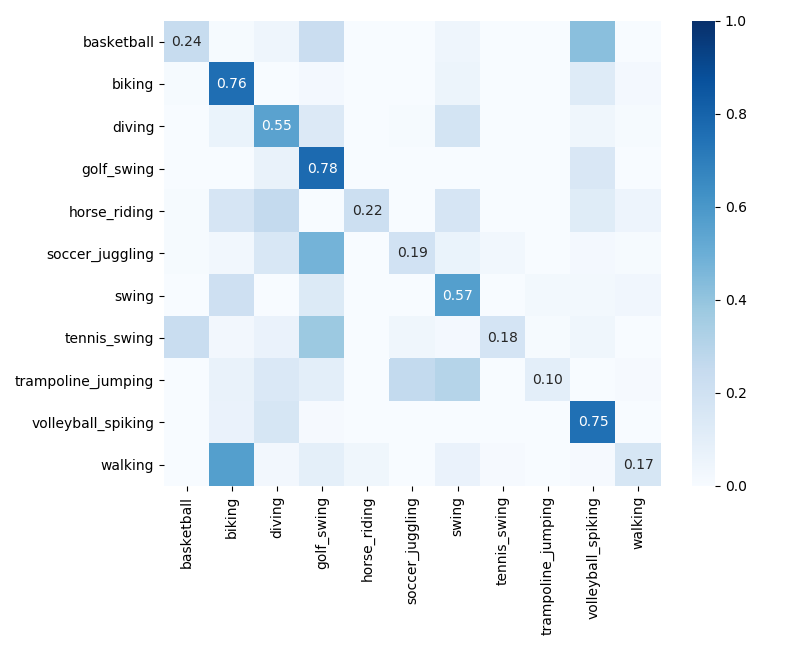 basketball
biking
diving
golf_swing
horse_riding
soccer_juggling
swing
tennis_swing
trampoline_jumping
volleyball_spiking
walking
0.24
0.76
0.55
0.78
0.22
0.19
0.57
0.18
0.10
0.75
0.17
basketball
biking
diving
golf_swing
horse_riding
soccer_juggling
swing
tennis_swing
trampoline_jumping
volleyball_spiking
walking
1.0
0.8
0.6
0.4
0.2
0.0